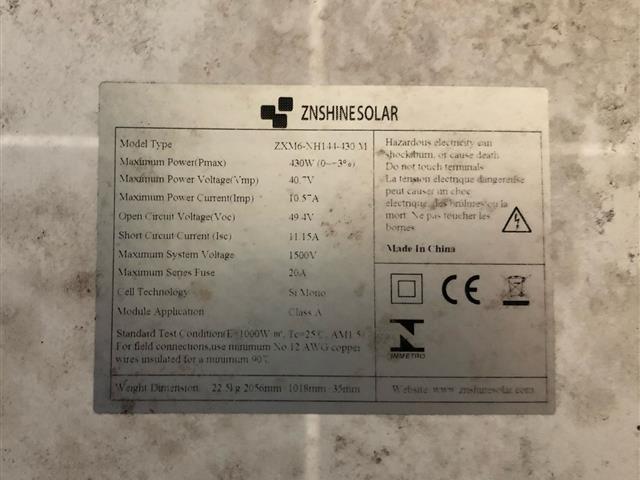 ZNSHINESOLAR
Model Type ZXM6-NH144-430/M
Maximum Power(Pmax) 430W (0~+3%)
Maximum Power Voltage(Vmp) 40.7V
Maximum Power Current(Imp) 10.57A
Open Circuit Voltage(Voc) 49.4V
Short Circuit Current (Isc) 11.15A
Maximum System Voltage 1500V
Maximum Series Fuse 20A
Cell Technology Si Mono
Module Application Class A
Standard Test Condition(E=1000W/m², Tc=25℃, AM1.5)
For field connections,use minimum No.12 AWG copper
wires insulated for a minimum 90℃
Weight/Dimension 22.5kg/2056mm*1018mm*35mm
Hazardous electricity can
shock,burn, or cause death.
Do not touch terminals
La tension électrique dangereuse
peut causer un choc
électrique, des brûlures ou la
mort. Ne pas toucher les
bornes
Made In China
CE
INMETRO
Website: www.znshinesolar.com